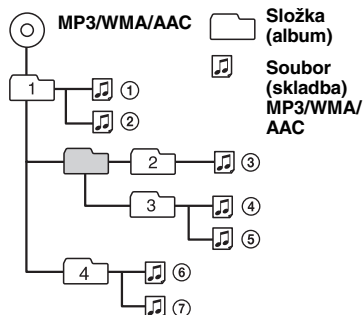 MP3/WMA/AAC
Složka
(album)
Soubor
(skladba)
MP3/WMA/
AAC
1
①
②
2
③
3
④
⑤
4
⑥
⑦